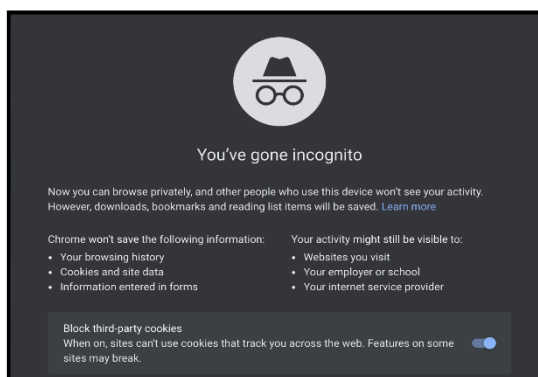 You've gone incognito
Now you can browse privately, and other people who use this device won't see your activity.
However, downloads, bookmarks and reading list items will be saved. Learn more
Chrome won't save the following information:
• Your browsing history
• Cookies and site data
• Information entered in forms
Your activity might still be visible to:
• Websites you visit
• Your employer or school
• Your internet service provider
Block third-party cookies
When on, sites can't use cookies that track you across the web. Features on some
sites may break.